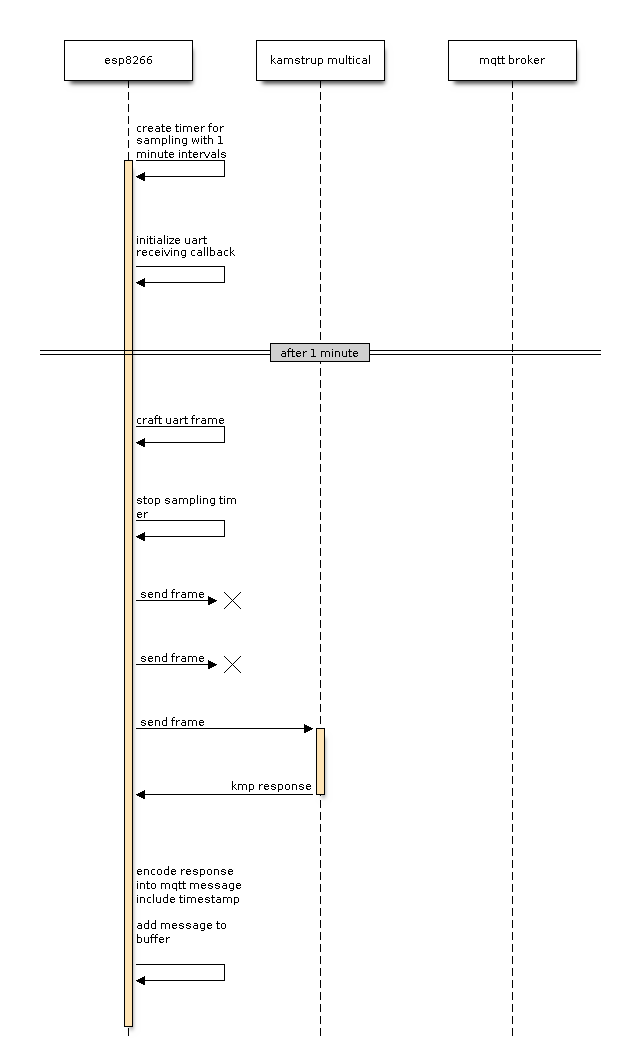 esp8266
kamstrup multical
mqtt broker
create timer for
sampling with 1
minute intervals
initialize uart
receiving callback
after 1 minute
craft uart frame
stop sampling tim
er
send frame
send frame
send frame
kmp response
encode response
into mqtt message
include timestamp
add message to
buffer